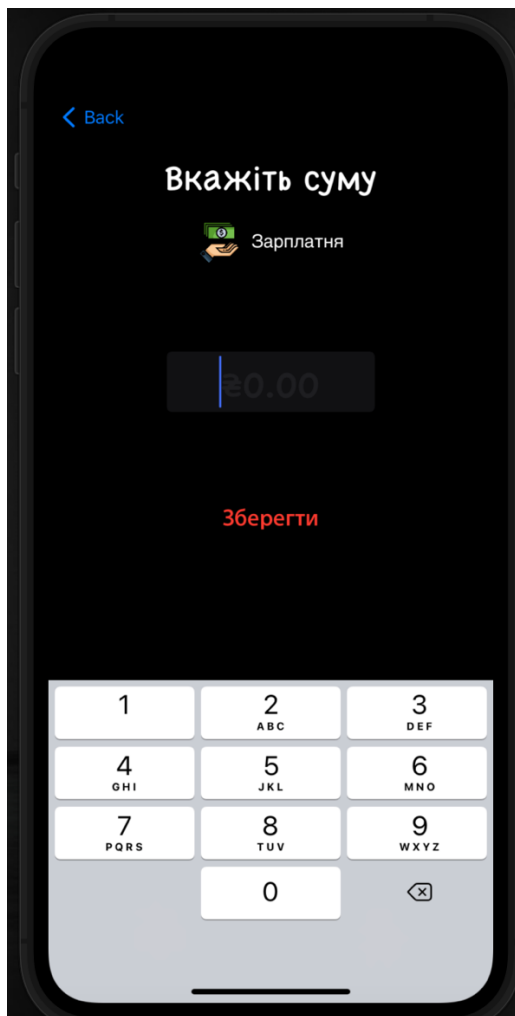 Back
Вкажіть суму
Зарплатня
₴0.00
Зберегти
1 2 3
ABC DEF
4 5 6
GHI JKL MNO
7 8 9
PQRS TUV WXYZ
0